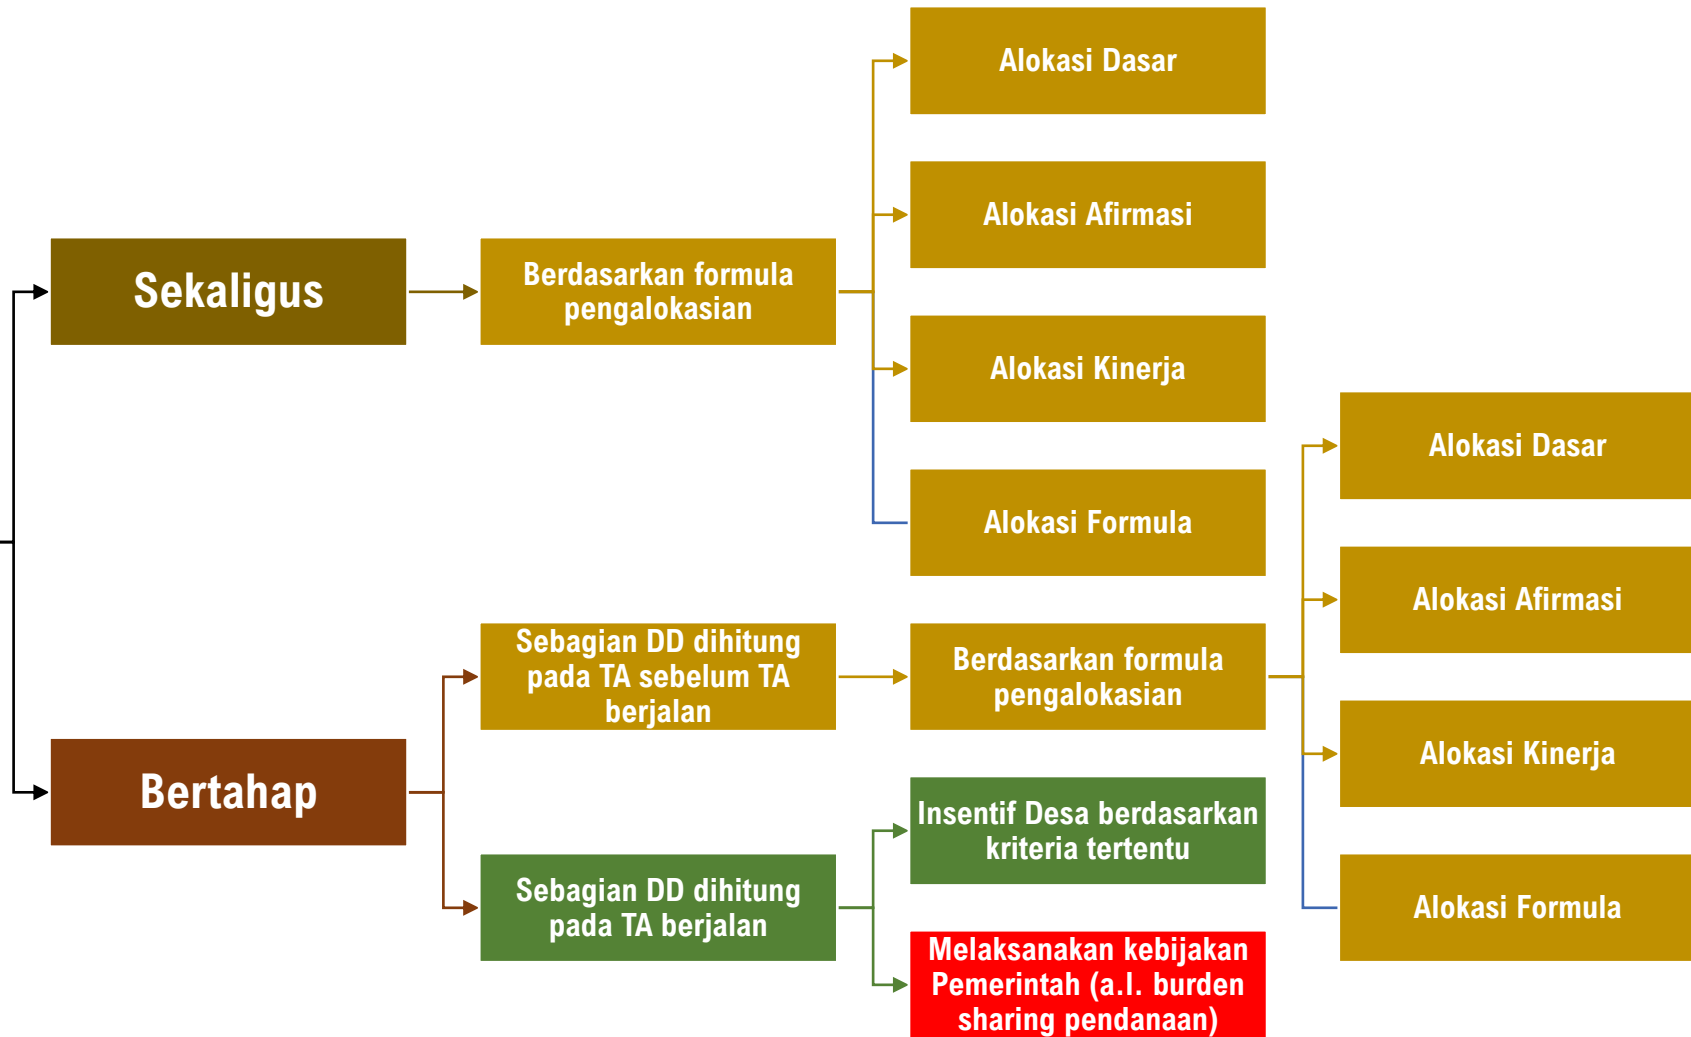 Sekaligus
Berdasarkan formula
pengalokasian
Alokasi Dasar
Alokasi Afirmasi
Alokasi Kinerja
Alokasi Formula
Bertahap
Sebagian DD dihitung
pada TA sebelum TA
berjalan
Berdasarkan formula
pengalokasian
Alokasi Dasar
Alokasi Afirmasi
Alokasi Kinerja
Alokasi Formula
Sebagian DD dihitung
pada TA berjalan
Insentif Desa berdasarkan
kriteria tertentu
Melaksanakan kebijakan
Pemerintah (a.l. burden
sharing pendanaan)